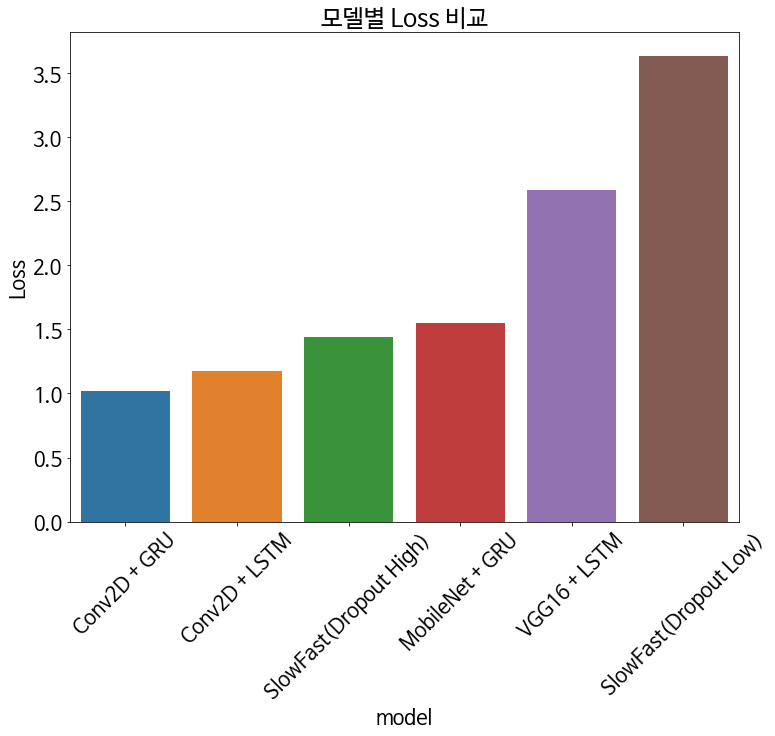 모델별 Loss 비교
Loss
3.5
3.0
2.5
2.0
1.5
1.0
0.5
0.0
Conv2D + GRU
Conv2D + LSTM
SlowFast(Dropout High)
MobileNet + GRU
VGG16 + LSTM
SlowFast(Dropout Low)
model